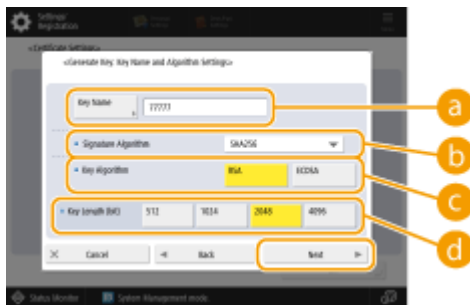 Settings/
Registration
<Certificate Settings>
<Generate Key: Key Name and Algorithm Settings>
Key Name
77777
a
Signature Algorithm
SHA256
b
Key Algorithm
RSA
ECDSA
c
Key Length (bit)
512
1024
2048
4096
d
Cancel
Back
Next
Status Monitor
System Management mode.